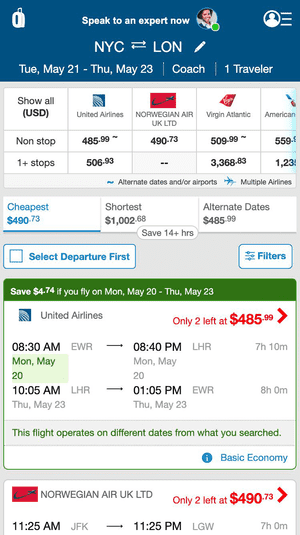 Speak to an expert now
NYC ⇌ LON
Tue, May 21 - Thu, May 23 | Coach | 1 Traveler
Show all (USD) United Airlines NORWEGIAN AIR UK LTD Virgin Atlantic American
Non stop 485.99 ~ 490.73 509.99 ~ 559.
1+ stops 506.93 -- 3,368.83 1,235
~ Alternate dates and/or airports Multiple Airlines
Cheapest Shortest Alternate Dates
$490.73 $1,002.68 $485.99
Save 14+ hrs
Select Departure First Filters
Save $4.74 if you fly on Mon, May 20 - Thu, May 23
United Airlines Only 2 left at $485.99
08:30 AM EWR → 08:40 PM LHR 7h 10m
Mon, May 20 Mon, May 20
10:05 AM LHR → 01:05 PM EWR 8h 0m
Thu, May 23 Thu, May 23
This flight operates on different dates from what you searched.
Basic Economy
NORWEGIAN AIR UK LTD Only 2 left at $490.73
11:25 AM JFK → 11:25 PM LGW 7h 0m